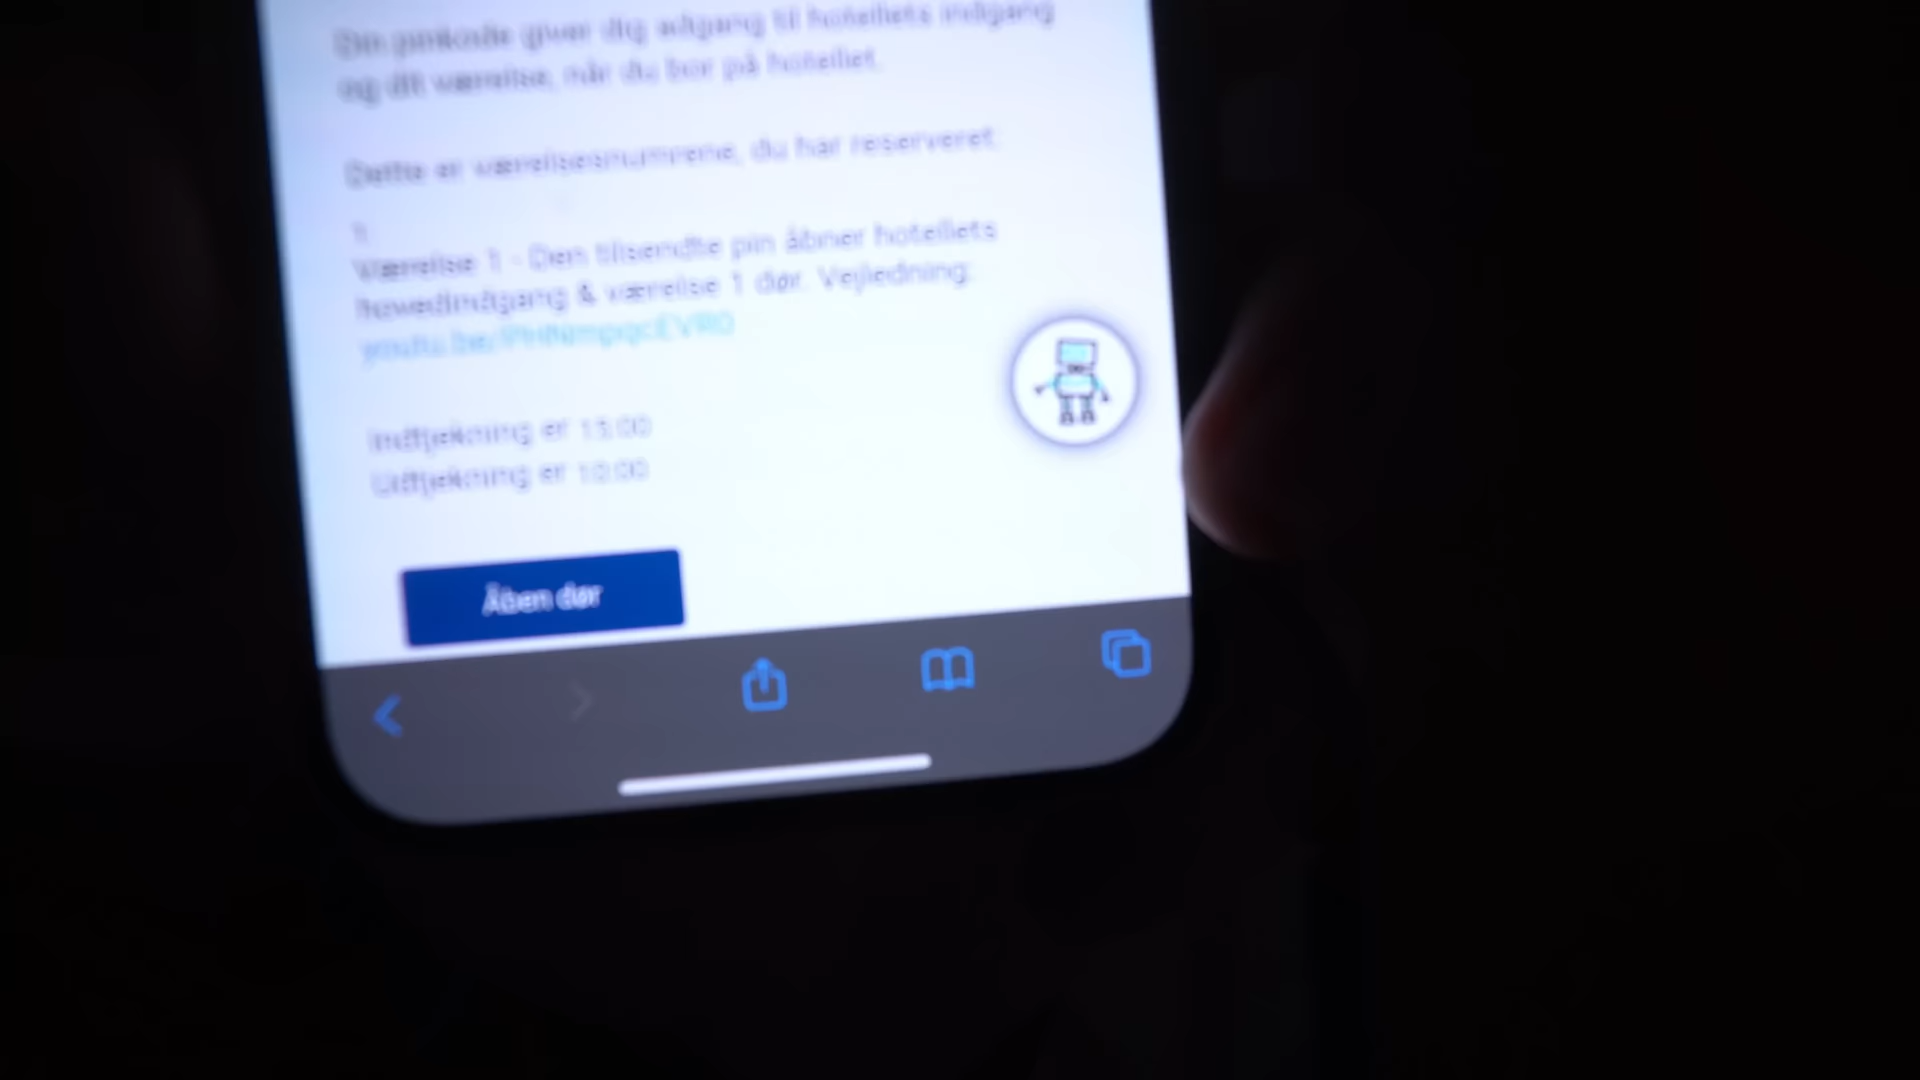 Din pinkode giver dig adgang til hotellets indgang
og dit værelse, når du bor på hotellet.
Dette er værelsesnumrene, du har reserveret:
1
Værelse 1 - Den tilsendte pin åbner hotellets
hovedindgang & værelse 1 dør. Vejledning:
Indtjekning er 15:00
Udtjekning er 10:00
Åben dør